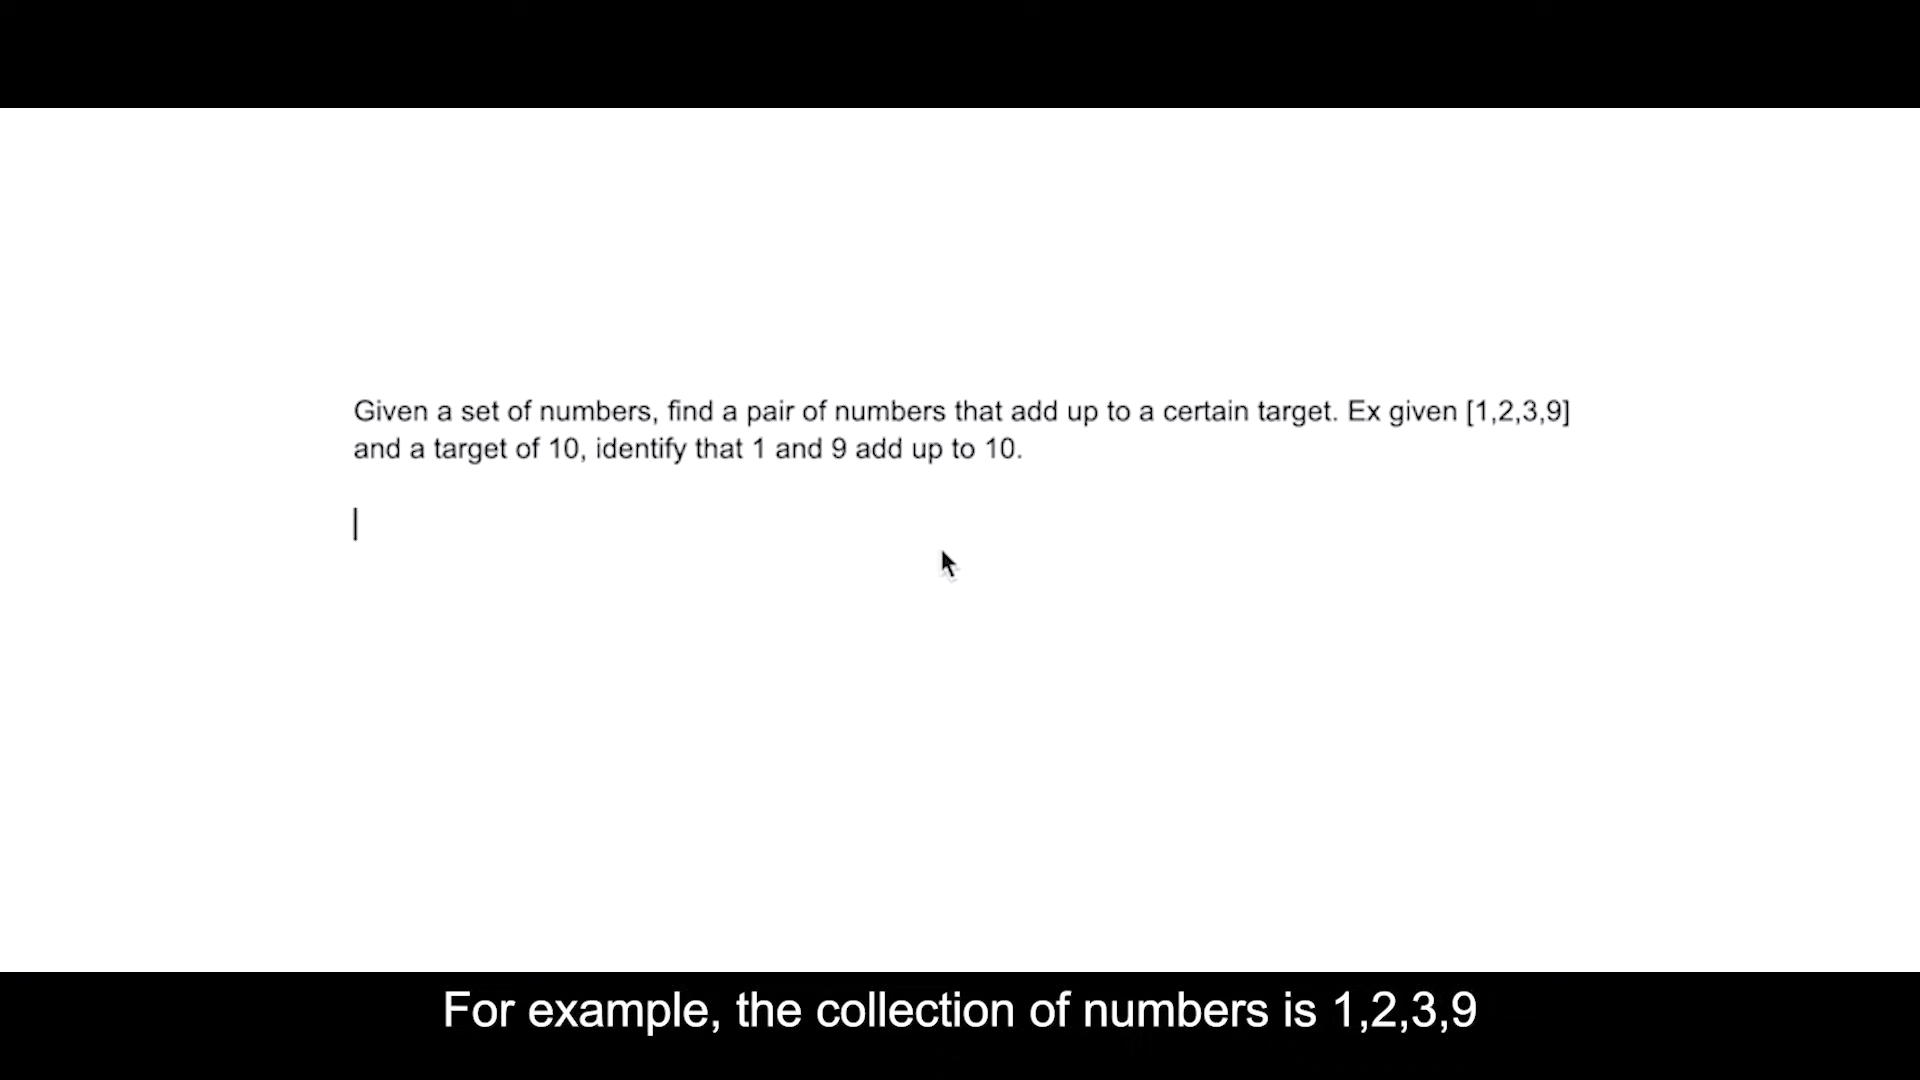 Given a set of numbers, find a pair of numbers that add up to a certain target. Ex given [1,2,3,9]
and a target of 10, identify that 1 and 9 add up to 10.
For example, the collection of numbers is 1,2,3,9